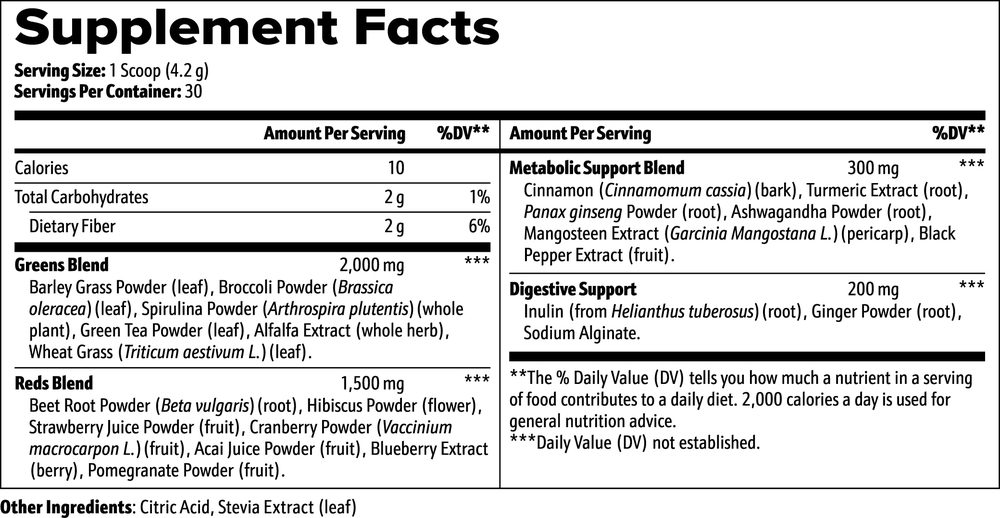 Supplement Facts
Serving Size: 1 Scoop (4.2 g)
Servings Per Container: 30
Amount Per Serving %DV**
Calories 10
Total Carbohydrates 2 g 1%
Dietary Fiber 2 g 6%
Greens Blend 2,000 mg ***
Barley Grass Powder (leaf), Broccoli Powder (Brassica
oleracea) (leaf), Spirulina Powder (Arthrospira plutentis) (whole
plant), Green Tea Powder (leaf), Alfalfa Extract (whole herb),
Wheat Grass (Triticum aestivum L.) (leaf).
Reds Blend 1,500 mg ***
Beet Root Powder (Beta vulgaris) (root), Hibiscus Powder (flower),
Strawberry Juice Powder (fruit), Cranberry Powder (Vaccinium
macrocarpon L.) (fruit), Acai Juice Powder (fruit), Blueberry Extract
(berry), Pomegranate Powder (fruit).
Amount Per Serving %DV**
Metabolic Support Blend 300 mg ***
Cinnamon (Cinnamomum cassia) (bark), Turmeric Extract (root),
Panax ginseng Powder (root), Ashwagandha Powder (root),
Mangosteen Extract (Garcinia Mangostana L.) (pericarp), Black
Pepper Extract (fruit).
Digestive Support 200 mg ***
Inulin (from Helianthus tuberosus) (root), Ginger Powder (root),
Sodium Alginate.
**The % Daily Value (DV) tells you how much a nutrient in a serving
of food contributes to a daily diet. 2,000 calories a day is used for
general nutrition advice.
***Daily Value (DV) not established.
Other Ingredients: Citric Acid, Stevia Extract (leaf)